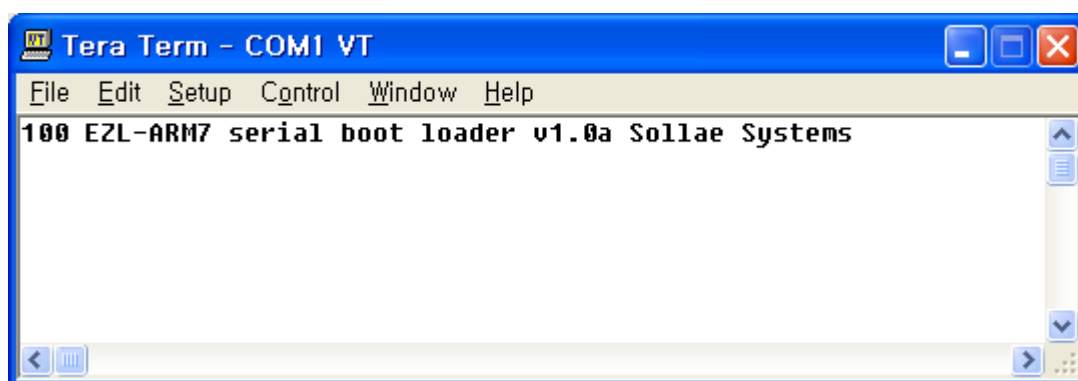 Tera Term - COM1 VT
File Edit Setup Control Window Help
100 EZL-ARM7 serial boot loader v1.0a Sollae Systems